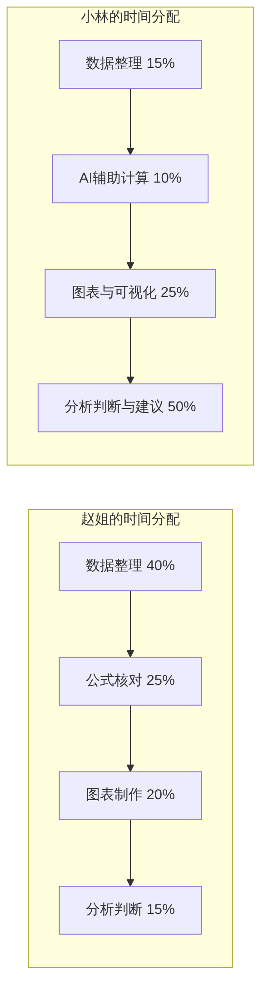 小林的时间分配
数据整理 15%
AI辅助计算 10%
图表与可视化 25%
分析判断与建议 50%
赵姐的时间分配
数据整理 40%
公式核对 25%
图表制作 20%
分析判断 15%